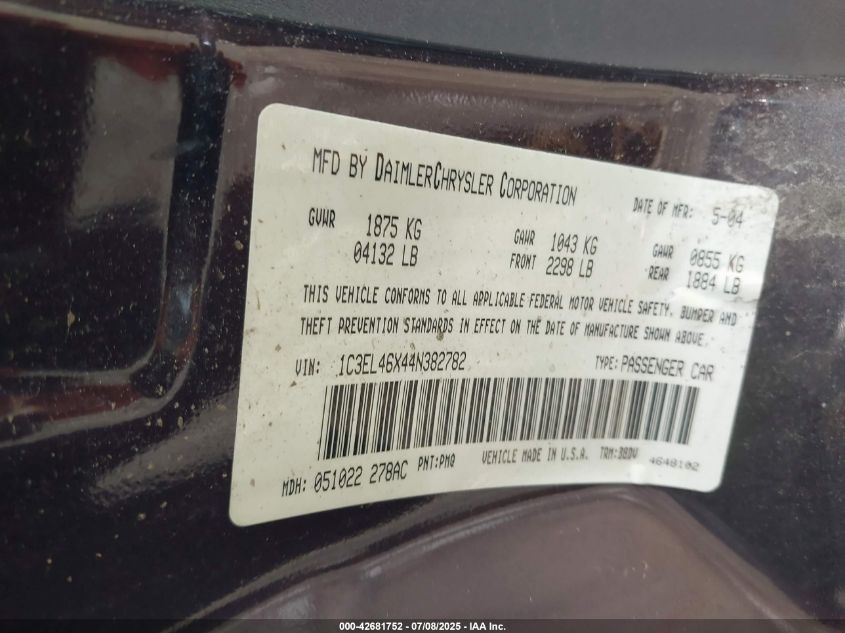 MFD BY DAIMLERCHRYSLER CORPORATION
DATE OF MFR: 5-04
GVWR 1875 KG 04132 LB
GAWR FRONT 1043 KG 2298 LB
GAWR REAR 0855 KG 1884 LB
THIS VEHICLE CONFORMS TO ALL APPLICABLE FEDERAL MOTOR VEHICLE SAFETY, BUMPER AND
THEFT PREVENTION STANDARDS IN EFFECT ON THE DATE OF MANUFACTURE SHOWN ABOVE.
VIN: 1C3EL46X44N382782 TYPE: PASSENGER CAR
MDH: 051022 278AC PNT:PMQ VEHICLE MADE IN U.S.A. TRM:3BDV 4648102
000-42681752 - 07/08/2025 - IAA Inc.